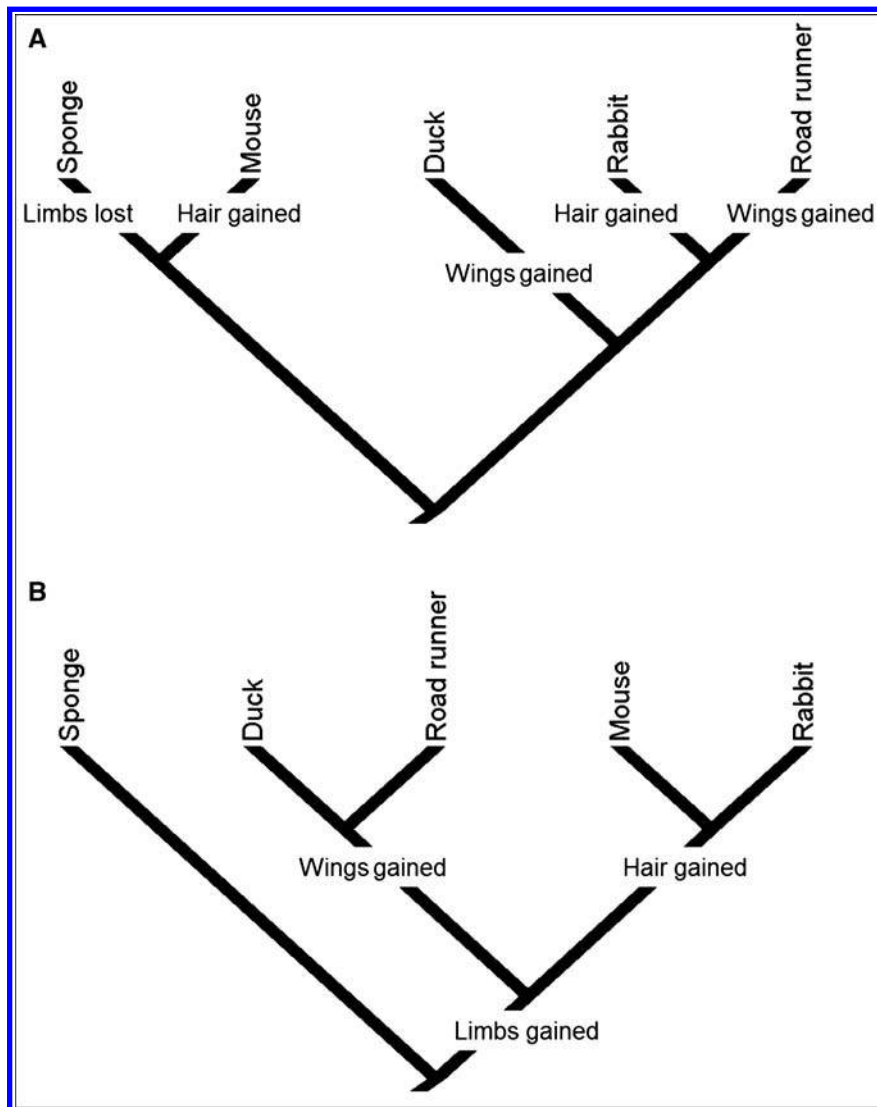 A
Sponge
Mouse
Duck
Rabbit
Road runner
Limbs lost
Hair gained
Hair gained
Wings gained
Wings gained
B
Sponge
Duck
Road runner
Mouse
Rabbit
Wings gained
Hair gained
Limbs gained